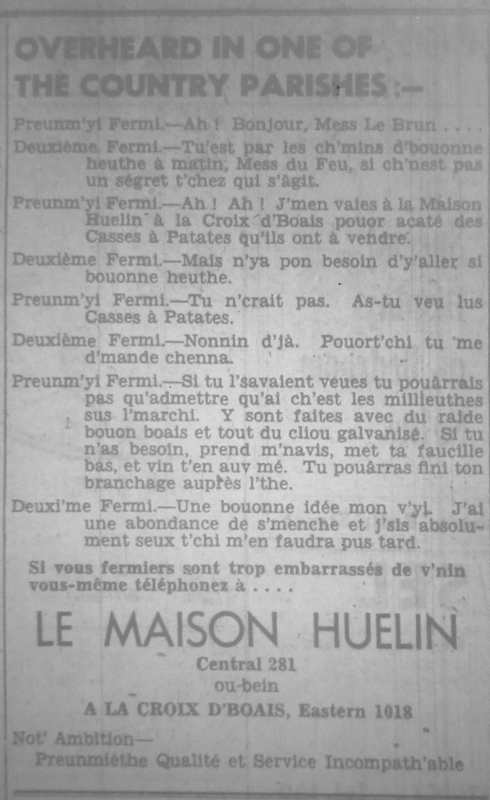 OVERHEARD IN ONE OF
THE COUNTRY PARISHES :—
Preunm'yi Fermi.—Ah ! Bonjour, Mess Le Brun . . . .
Deuxiéme Fermi.—Tu'est par les ch'mins d'bouonne
heuthe à matin, Mess du Feu, si ch'nest pas
un ségret t'chez qui s'âgit.
Preunm'yi Fermi.—Ah ! Ah ! J'men vaies à la Maison
Huelin à la Croix d'Boais pouor acaté des
Casses à Patates qu'ils ont à vendre.
Deuxième Fermi.—Mais n'ya pon besoin d'y'aller si
bouonne heuthe.
Preunm'yi Fermi.—Tu n'crait pas. As-tu veu lus
Casses à Patates.
Deuxième Fermi.—Nonnin d'jà. Pouort'chi tu me
d'mande chenna.
Preunm'yi Fermi.—Si tu l'savaient veues tu pouârrais
pas qu'admettre qu'ai ch'est les millieuthes
sus l'marchi. Y sont faites avec du raide
bouon boais et tout du cliou galvanisé. Si tu
n'as besoin, prend m'navis, met ta faucille
bas, et vin t'en auv mé. Tu pouârras fini ton
branchage auprès l'the.
Deuxi'me Fermi.—Une bouonne idée mon v'yi. J'ai
une abondance de s'menche et j'sis absolu-
ment seux t'chi m'en faudra pus tard.
Si vous fermiers sont trop embarrassés de v'nin
vous-même téléphonez à . . . .
LE MAISON HUELIN
Central 281
ou-bein
A LA CROIX D'BOAIS, Eastern 1018
Not' Ambition—
Preunmiéthe Qualité et Service Incompath'able